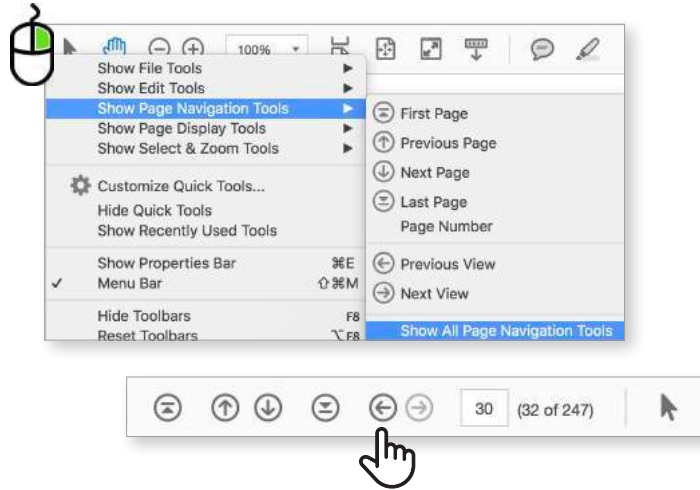 100%
Show File Tools
Show Edit Tools
Show Page Navigation Tools
Show Page Display Tools
Show Select & Zoom Tools
Customize Quick Tools...
Hide Quick Tools
Show Recently Used Tools
Show Properties Bar ⌘E
✓ Menu Bar ⇧⌘M
Hide Toolbars F8
Reset Toolbars ⌥F8
First Page
Previous Page
Next Page
Last Page
Page Number
Previous View
Next View
Show All Page Navigation Tools
30 (32 of 247)